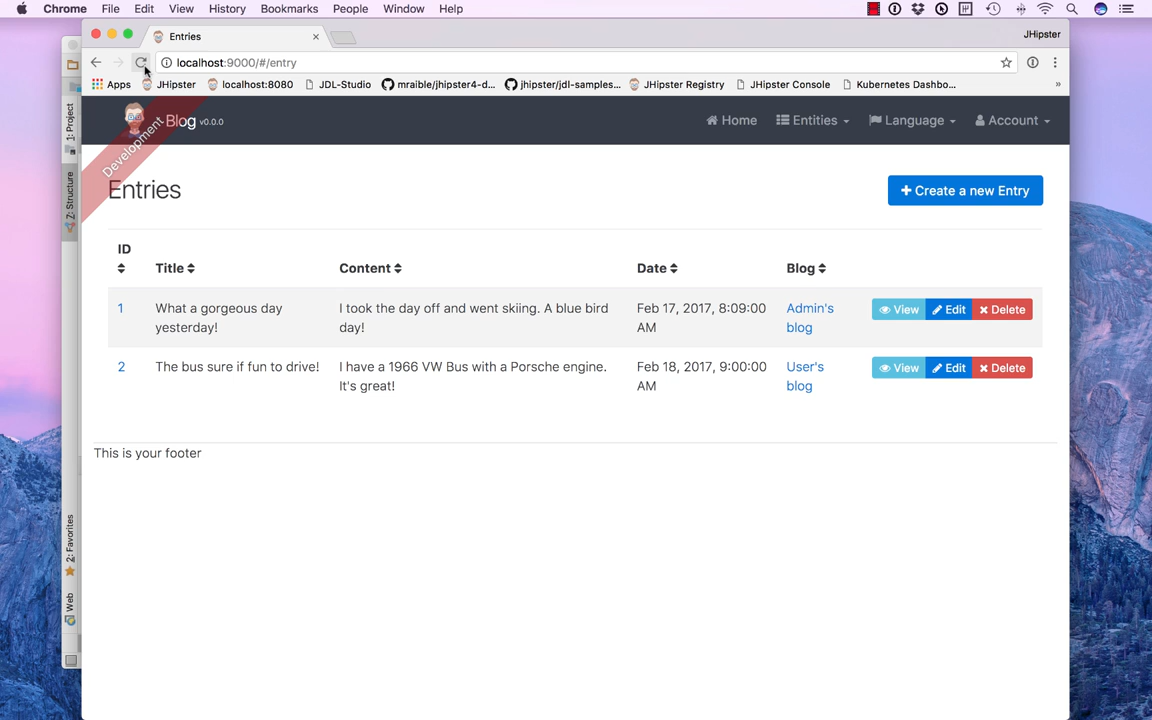 Chrome File Edit View History Bookmarks People Window Help
Entries
JHipster
localhost:9000/#/entry
Apps JHipster localhost:8080 JDL-Studio mraible/jhipster4-d... jhipster/jdl-samples... JHipster Registry JHipster Console Kubernetes Dashbo... »
1: Project
Z: Structure
2: Favorites
Web
Development
Blog v0.0.0
Home Entities Language Account
Entries
+ Create a new Entry
ID
Title Content Date Blog
1 What a gorgeous day I took the day off and went skiing. A blue bird Feb 17, 2017, 8:09:00 Admin's View Edit Delete
yesterday! day! AM blog
2 The bus sure if fun to drive! I have a 1966 VW Bus with a Porsche engine. Feb 18, 2017, 9:00:00 User's View Edit Delete
It's great! AM blog
This is your footer